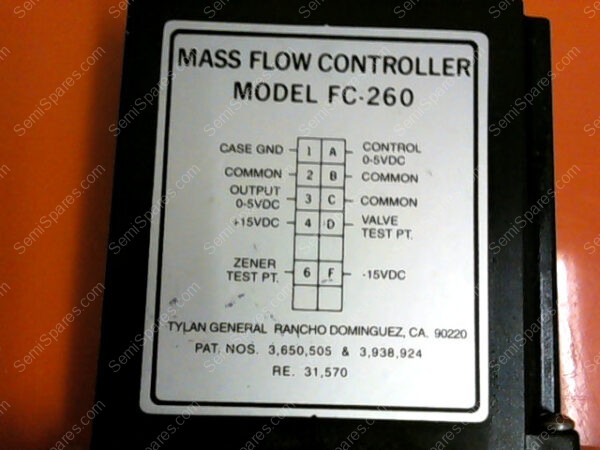 MASS FLOW CONTROLLER
MODEL FC-260
CASE GND 1 A CONTROL 0-5VDC
COMMON 2 B COMMON
OUTPUT 0-5VDC 3 C COMMON
+15VDC 4 D VALVE TEST PT.
ZENER TEST PT. 6 F -15VDC
TYLAN GENERAL RANCHO DOMINGUEZ, CA. 90220
PAT. NOS. 3,650,505 & 3,938,924
RE. 31,570
SemiSpares.com